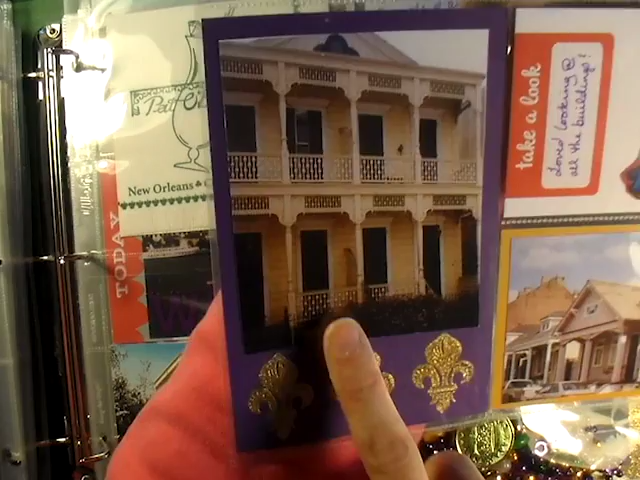 Pat O'
New Orleans
TODAY
take a look
Loved looking @
all the buildings!